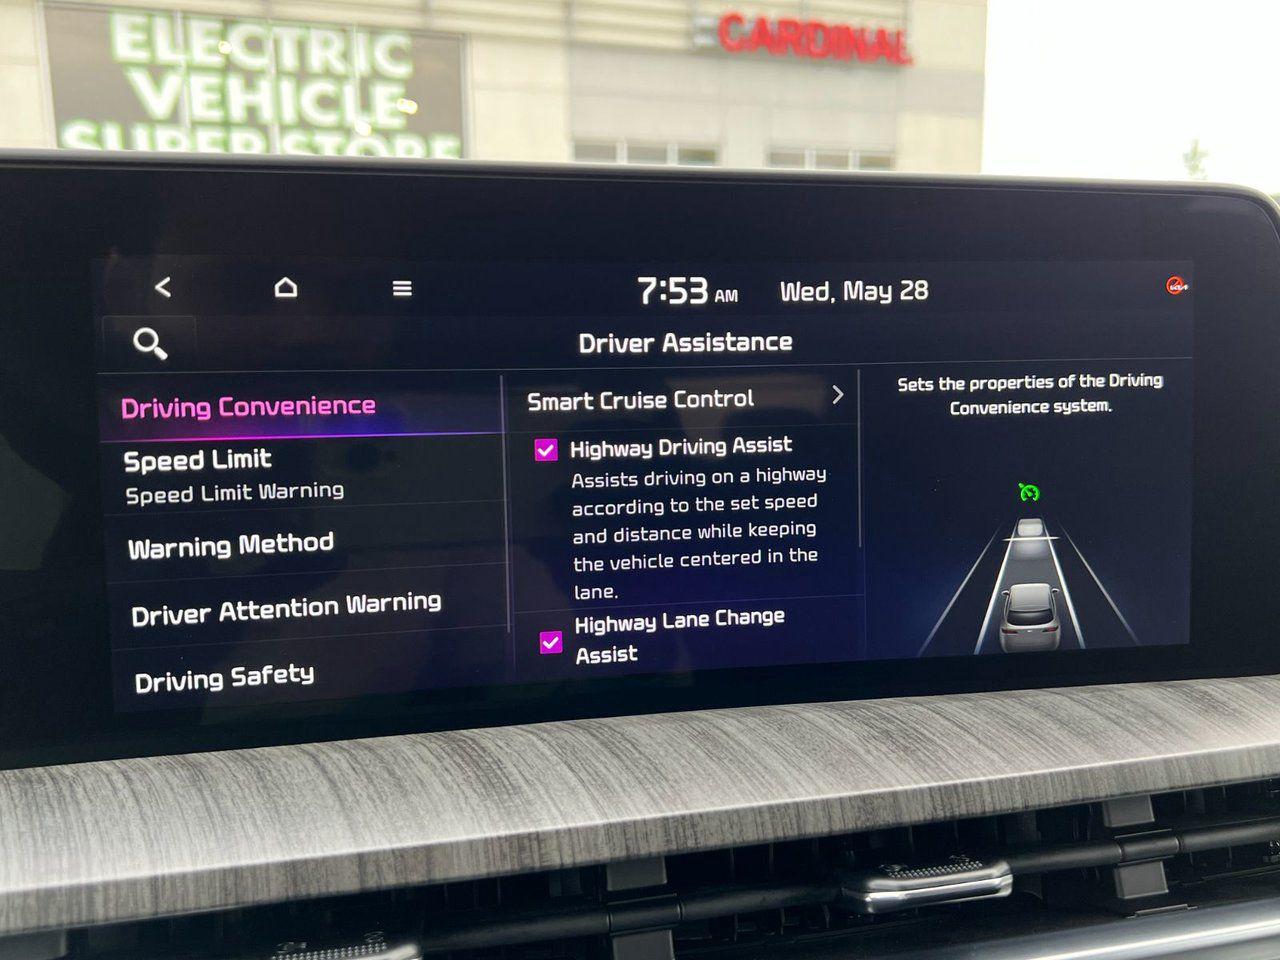 ELECTRIC
VEHICLE
SUPER STORE
CARDINAL
7:53 AM
Wed, May 28
Driver Assistance
Driving Convenience
Speed Limit
Speed Limit Warning
Warning Method
Driver Attention Warning
Driving Safety
Smart Cruise Control
Highway Driving Assist
Assists driving on a highway
according to the set speed
and distance while keeping
the vehicle centered in the
lane.
Highway Lane Change
Assist
Sets the properties of the Driving
Convenience system.